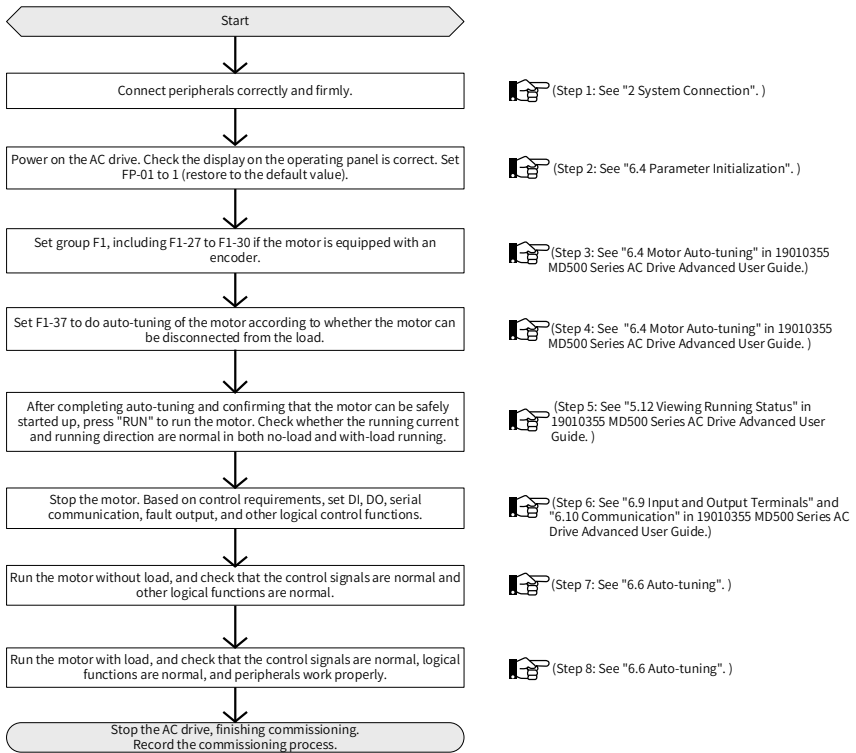 Start
Connect peripherals correctly and firmly.
(Step 1: See "2 System Connection". )
Power on the AC drive. Check the display on the operating panel is correct. Set
FP-01 to 1 (restore to the default value).
(Step 2: See "6.4 Parameter Initialization". )
Set group F1, including F1-27 to F1-30 if the motor is equipped with an
encoder.
(Step 3: See "6.4 Motor Auto-tuning" in 19010355
MD500 Series AC Drive Advanced User Guide.)
Set F1-37 to do auto-tuning of the motor according to whether the motor can
be disconnected from the load.
(Step 4: See "6.4 Motor Auto-tuning" in 19010355
MD500 Series AC Drive Advanced User Guide. )
After completing auto-tuning and confirming that the motor can be safely
started up, press "RUN" to run the motor. Check whether the running current
and running direction are normal in both no-load and with-load running.
(Step 5: See "5.12 Viewing Running Status" in
19010355 MD500 Series AC Drive Advanced User
Guide. )
Stop the motor. Based on control requirements, set DI, DO, serial
communication, fault output, and other logical control functions.
(Step 6: See "6.9 Input and Output Terminals" and
"6.10 Communication" in 19010355 MD500 Series AC
Drive Advanced User Guide.)
Run the motor without load, and check that the control signals are normal and
other logical functions are normal.
(Step 7: See "6.6 Auto-tuning". )
Run the motor with load, and check that the control signals are normal, logical
functions are normal, and peripherals work properly.
(Step 8: See "6.6 Auto-tuning". )
Stop the AC drive, finishing commissioning.
Record the commissioning process.